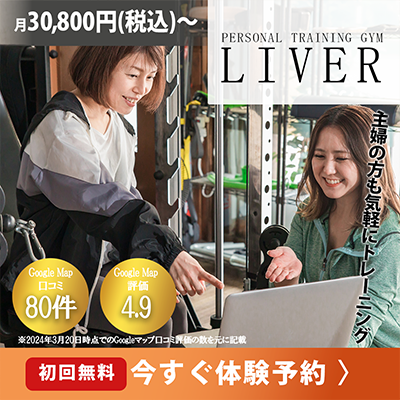 月30,800円(税込)～
PERSONAL TRAINING GYM
LIVER
主婦の方も気軽にトレーニング
Google Map
口コミ
80件
Google Map
評価
4.9
※2024年3月20日時点でのGoogleマップ口コミ評価の数を元に記載
初回無料
今すぐ体験予約 〉